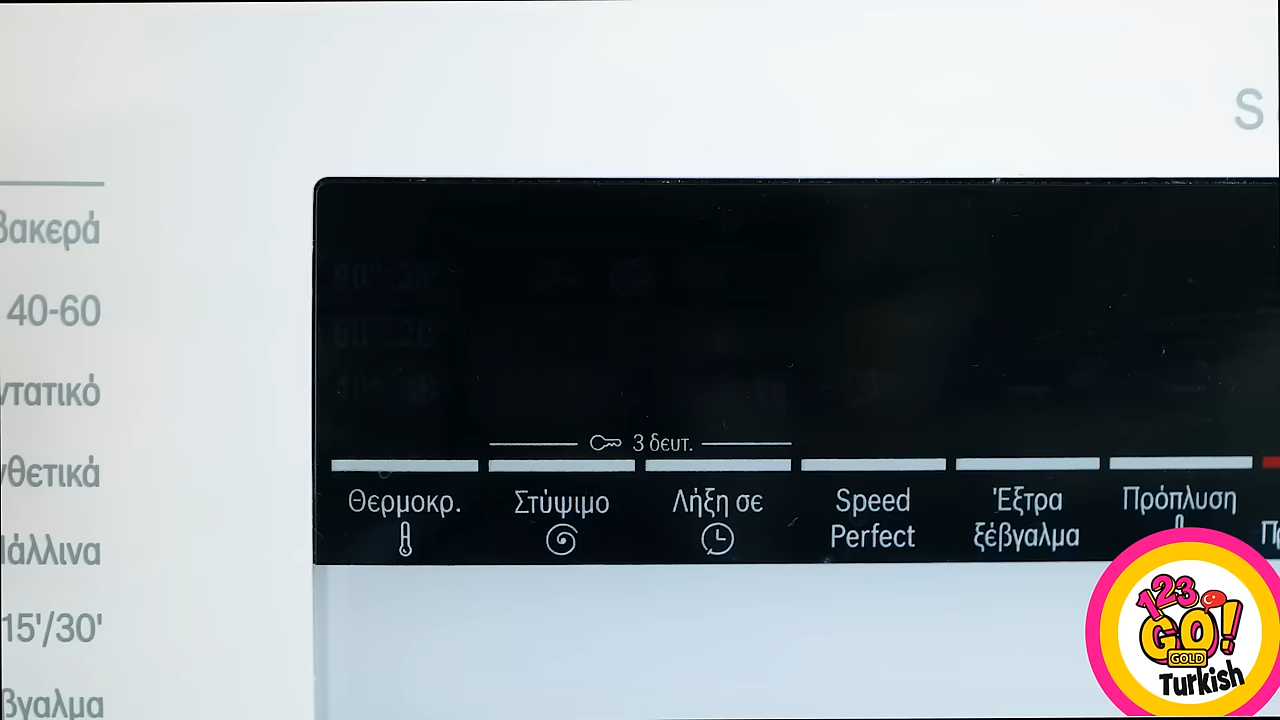 S
βακερά
40-60
ντατικό
νθετικά
άλλινα
15'/30'
βγαλμα
3 δευτ.
Θερμοκρ.
Στύψιμο
Λήξη σε
Speed
Perfect
Έξτρα
ξέβγαλμα
Πρόπλυση
123
GO!
GOLD
Turkish